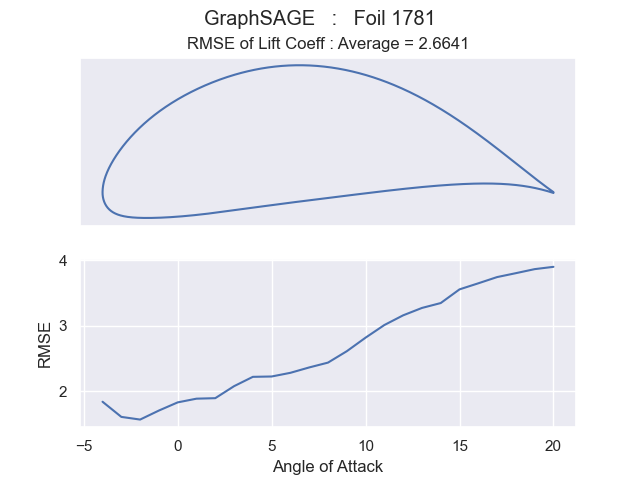 GraphSAGE   :   Foil 1781
RMSE of Lift Coeff : Average = 2.6641
4
3
2
RMSE
−5 0 5 10 15 20
Angle of Attack